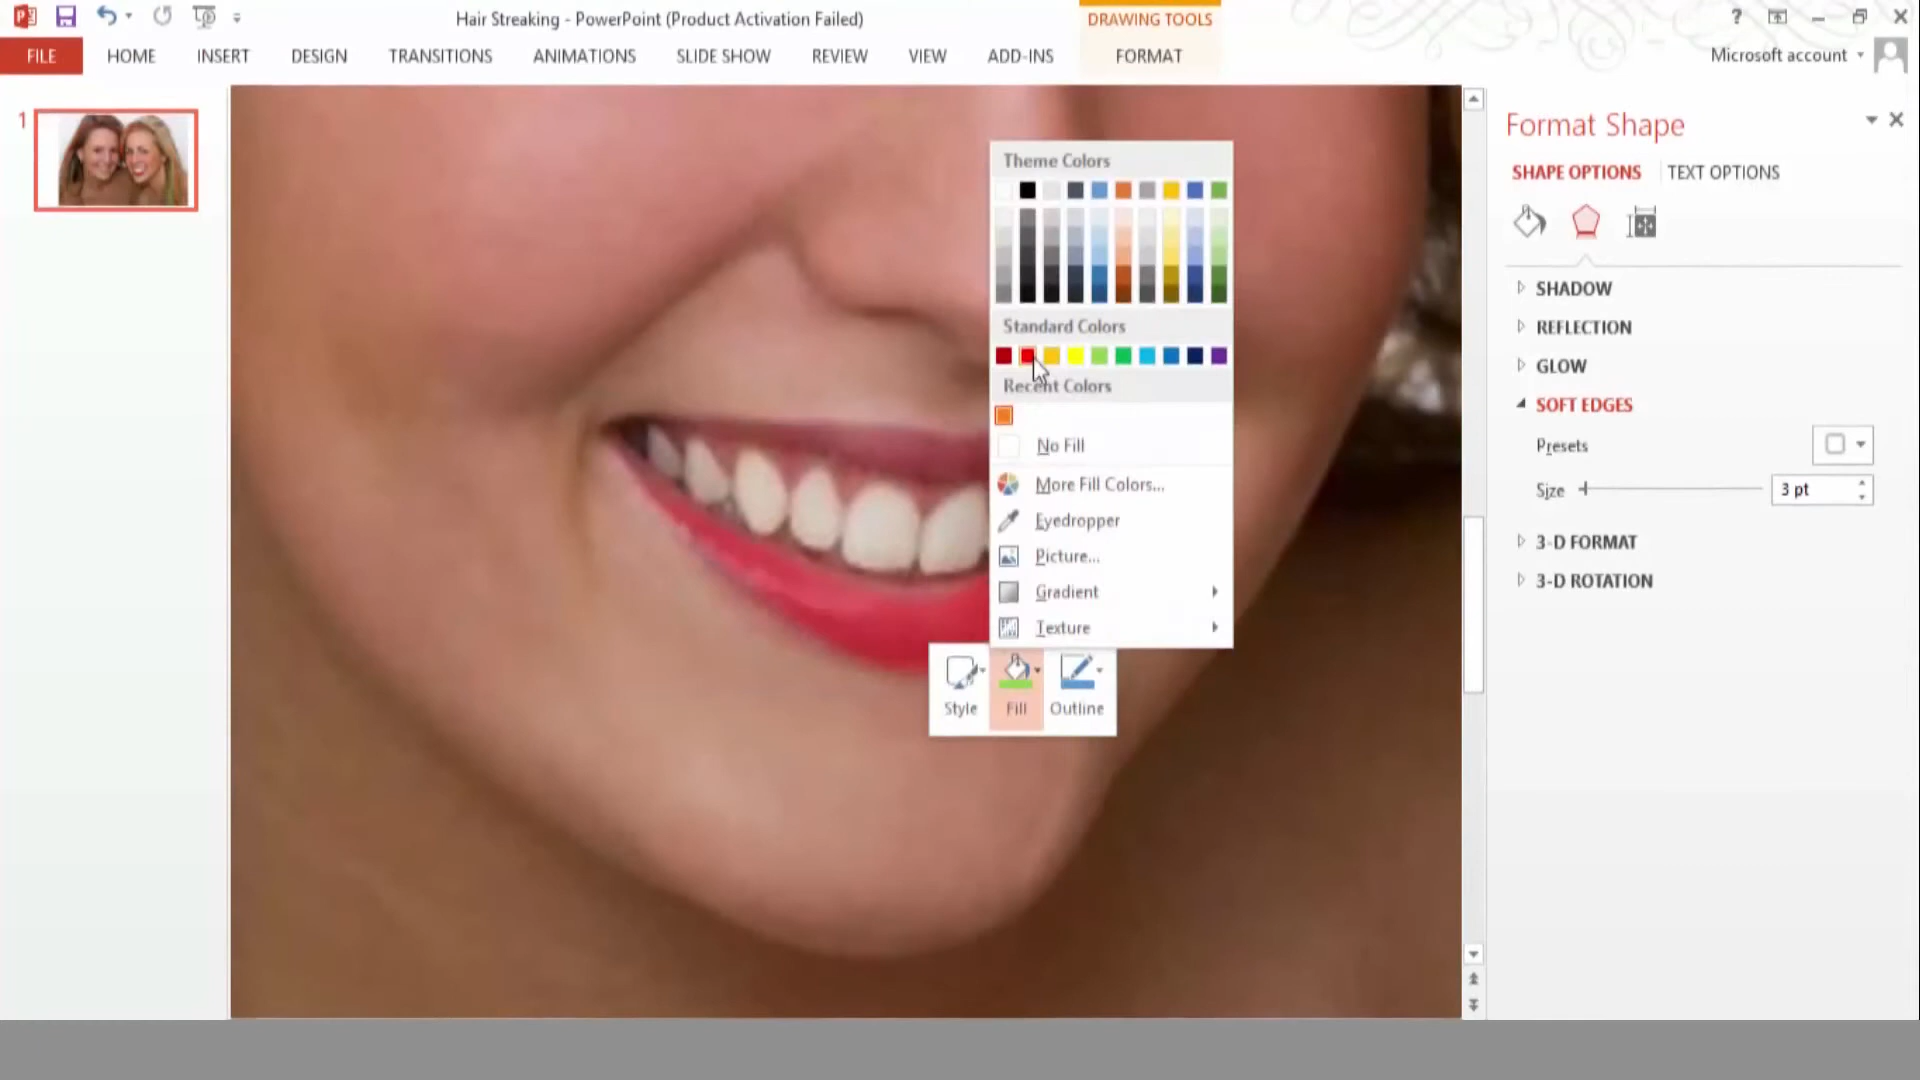 Hair Streaking - PowerPoint (Product Activation Failed)
DRAWING TOOLS
?
FILE
HOME
INSERT
DESIGN
TRANSITIONS
ANIMATIONS
SLIDE SHOW
REVIEW
VIEW
ADD-INS
FORMAT
Microsoft account
1
Theme Colors
Standard Colors
Recent Colors
No Fill
More Fill Colors...
Eyedropper
Picture...
Gradient
Texture
Style
Fill
Outline
Format Shape
SHAPE OPTIONS
TEXT OPTIONS
SHADOW
REFLECTION
GLOW
SOFT EDGES
Presets
Size
3 pt
3-D FORMAT
3-D ROTATION